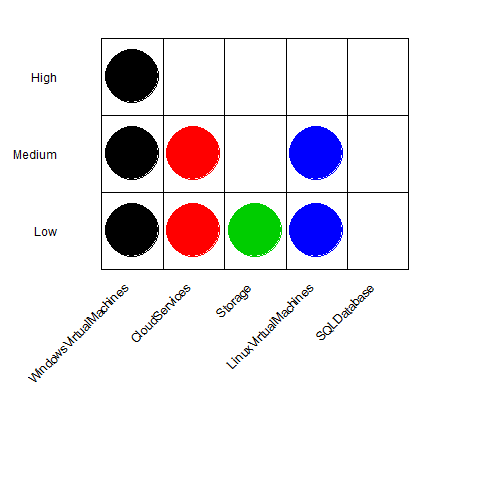 High
Medium
Low
WindowsVirtualMachines
CloudServices
Storage
LinuxVirtualMachines
SQLDatabase